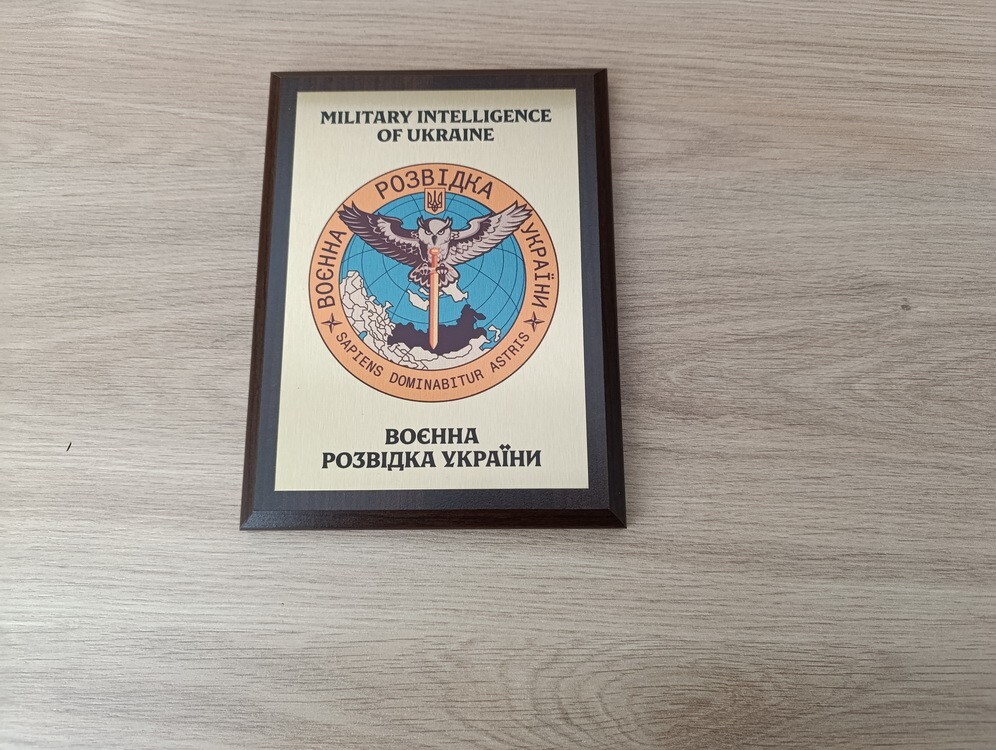 MILITARY INTELLIGENCE
OF UKRAINE
ВОЄННА РОЗВІДКА УКРАЇНИ
SAPIENS DOMINABITUR ASTRIS
ВОЄННА
РОЗВІДКА УКРАЇНИ